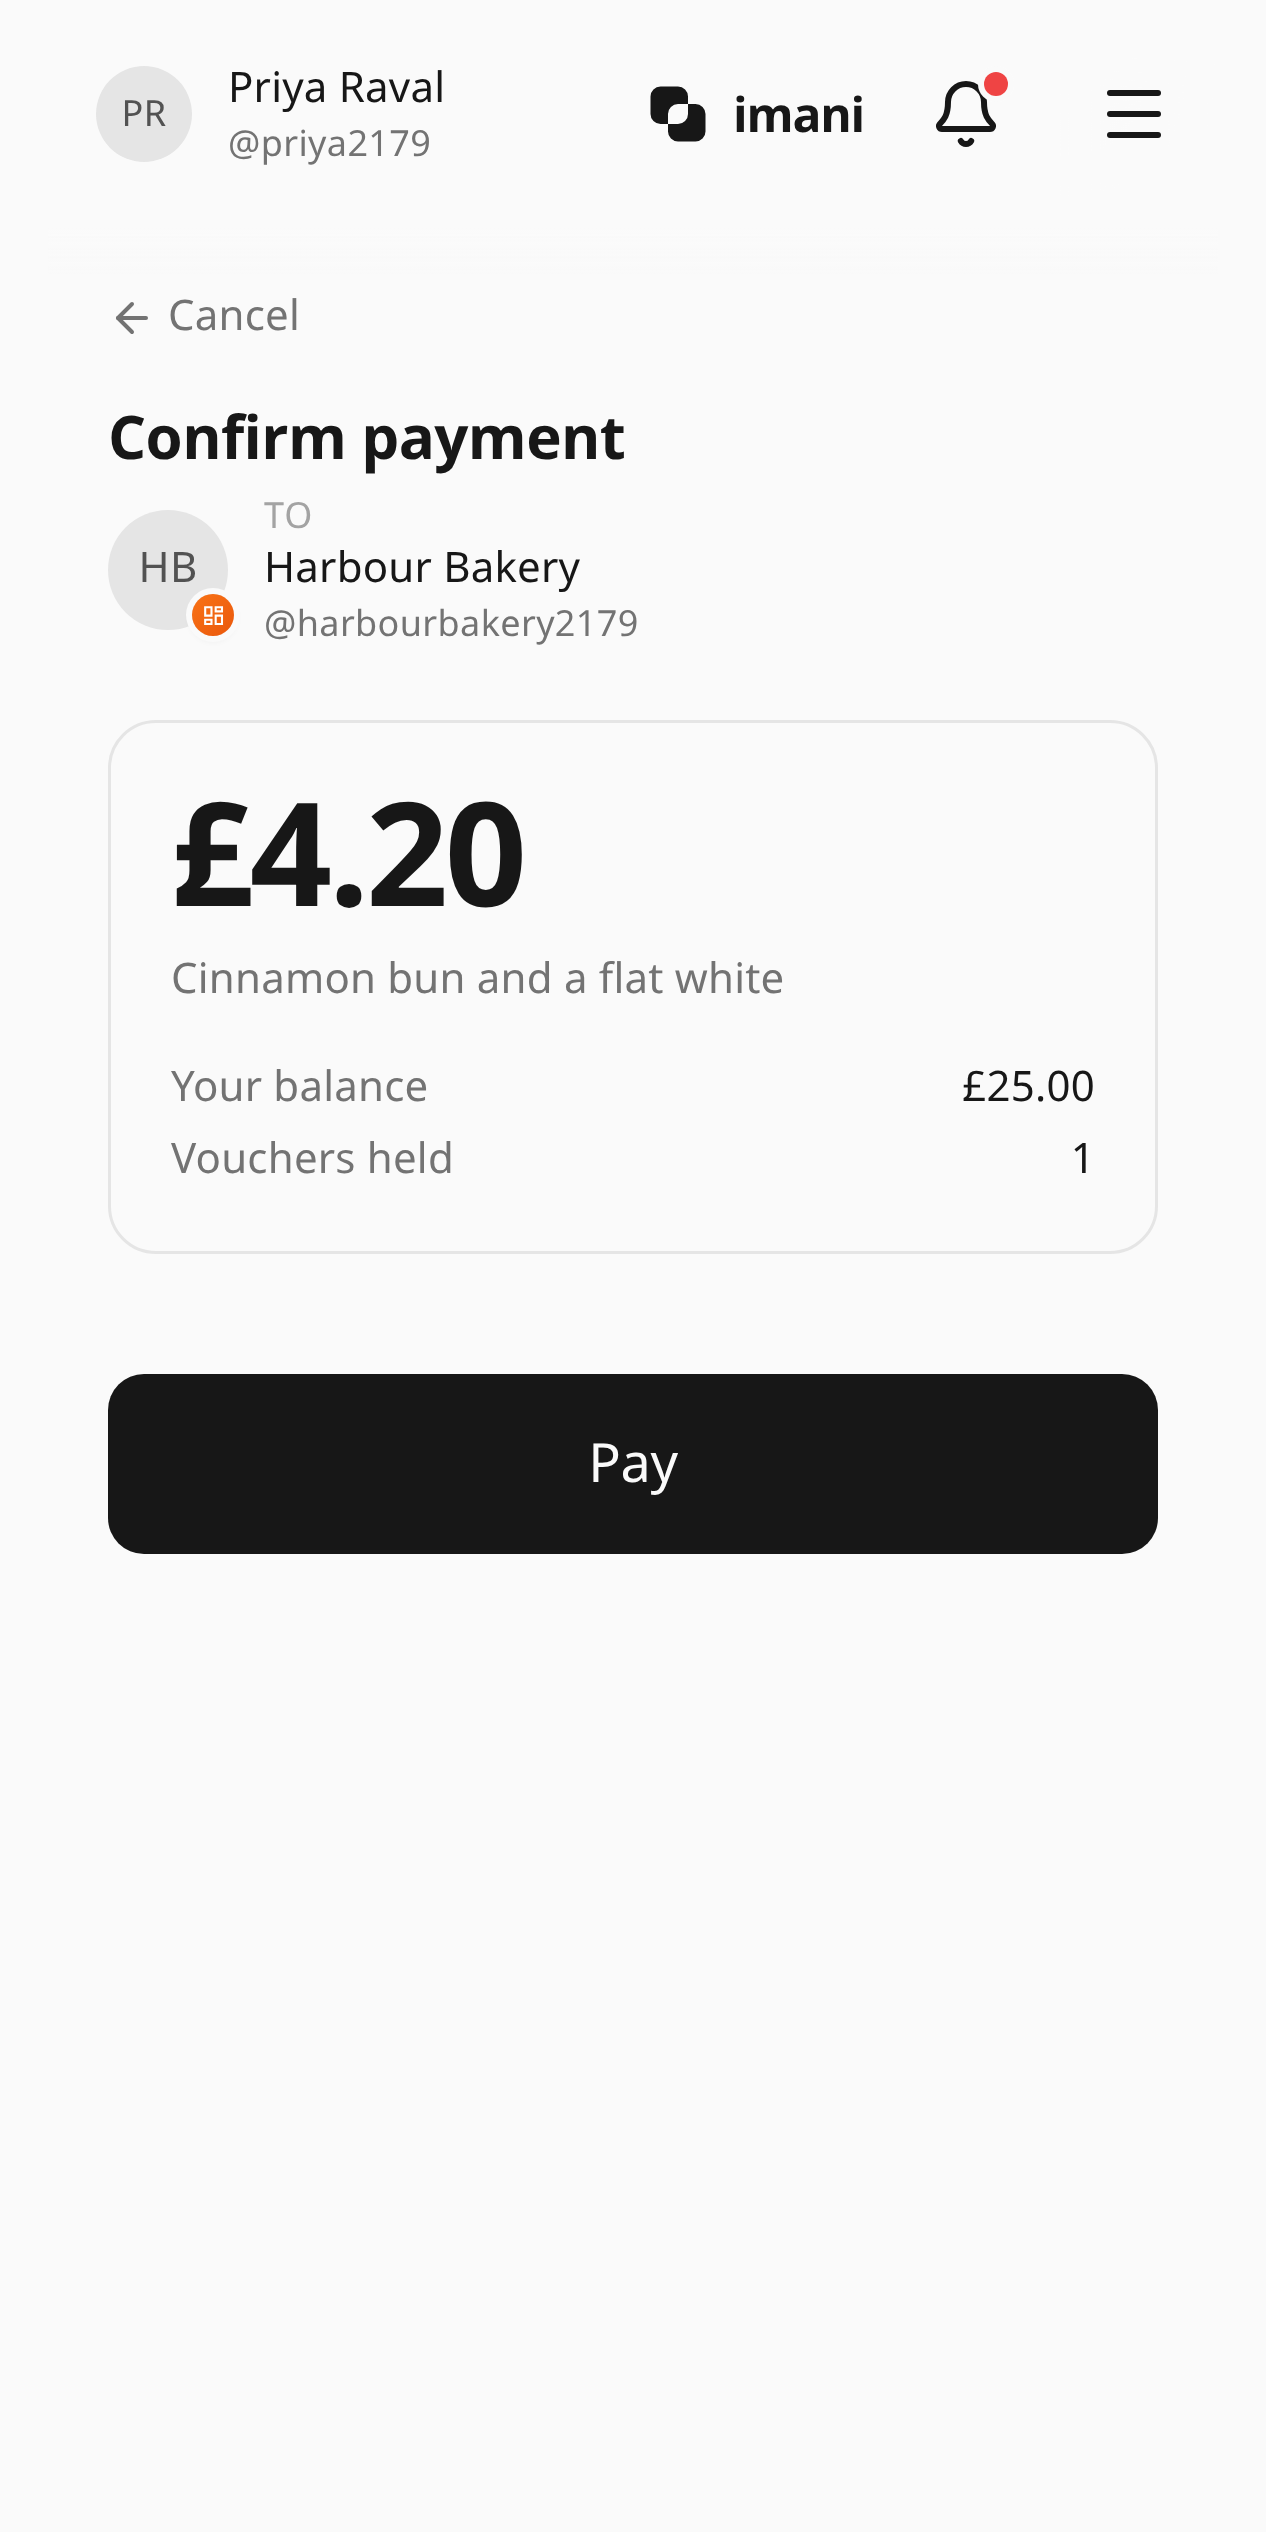 PR
Priya Raval
@priya2179
imani
Cancel
Confirm payment
HB
TO
Harbour Bakery
@harbourbakery2179
£4.20
Cinnamon bun and a flat white
Your balance £25.00
Vouchers held 1
Pay